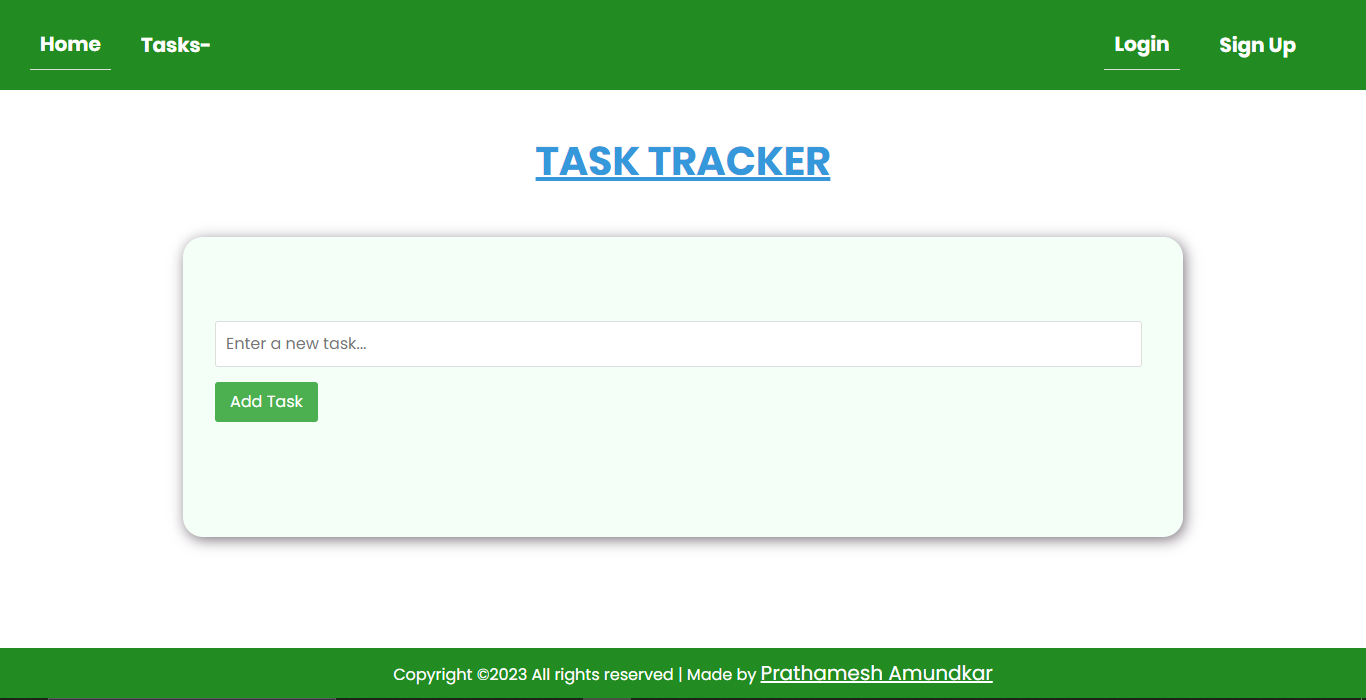 Home Tasks- Login Sign Up
TASK TRACKER
Enter a new task...
Add Task
Copyright ©2023 All rights reserved | Made by Prathamesh Amundkar